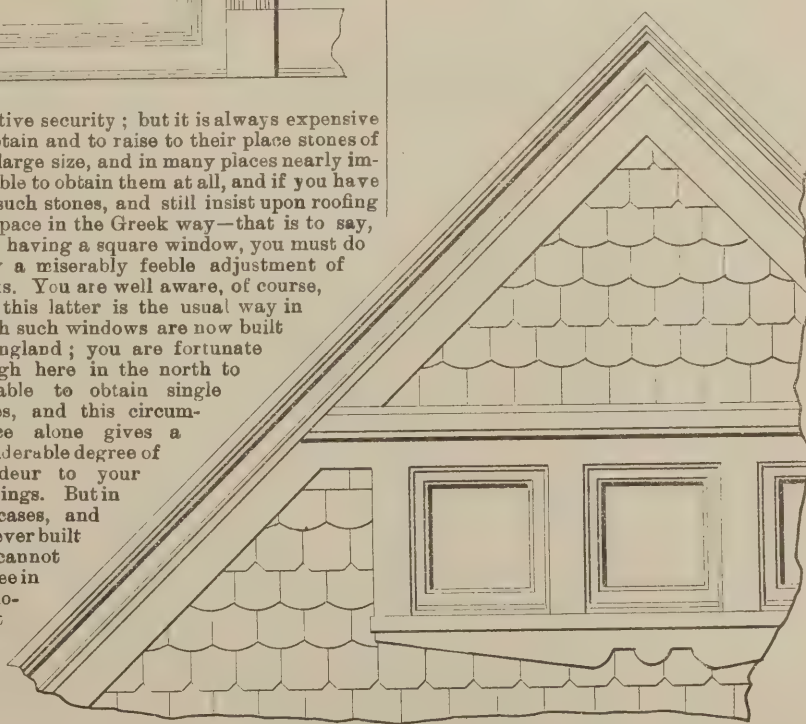 tive security ; but it is always expensive
tain and to raise to their place stones of
large size, and in many places nearly im-
ble to obtain them at all, and if you have
such stones, and still insist upon roofing
pace in the Greek way—that is to say,
having a square window, you must do
a miserably feeble adjustment of
s. You are well aware, of course,
this latter is the usual way in
h such windows are now built
ngland ; you are fortunate
gh here in the north to
able to obtain single
s, and this circum-
e alone gives a
derable degree of
deur to your
ings. But in
cases, and
ever built
cannot
ee in
o-